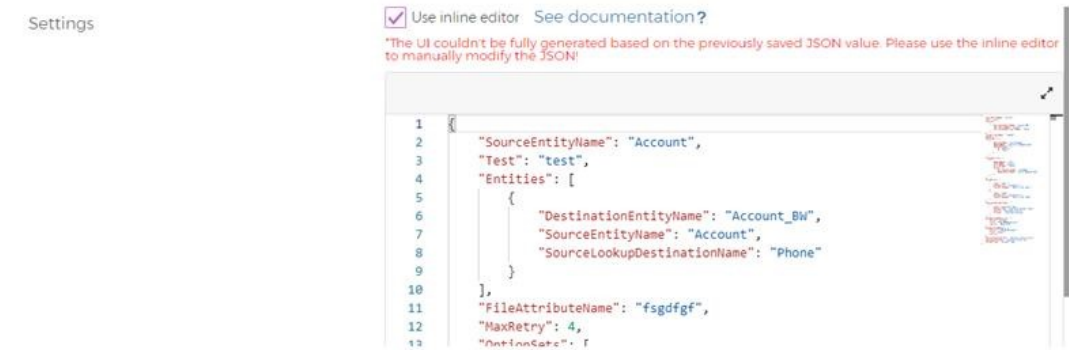 Settings
Use inline editor See documentation?
*The UI couldn't be fully generated based on the previously saved JSON value. Please use the inline editor
to manually modify the JSON!
1 {
2 "SourceEntityName": "Account",
3 "Test": "test",
4 "Entities": [
5 {
6 "DestinationEntityName": "Account_BW",
7 "SourceEntityName": "Account",
8 "SourceLookupDestinationName": "Phone"
9 }
10 ],
11 "FileAttributeName": "fsgdfgf",
12 "MaxRetry": 4,
13 "OptionSets": [